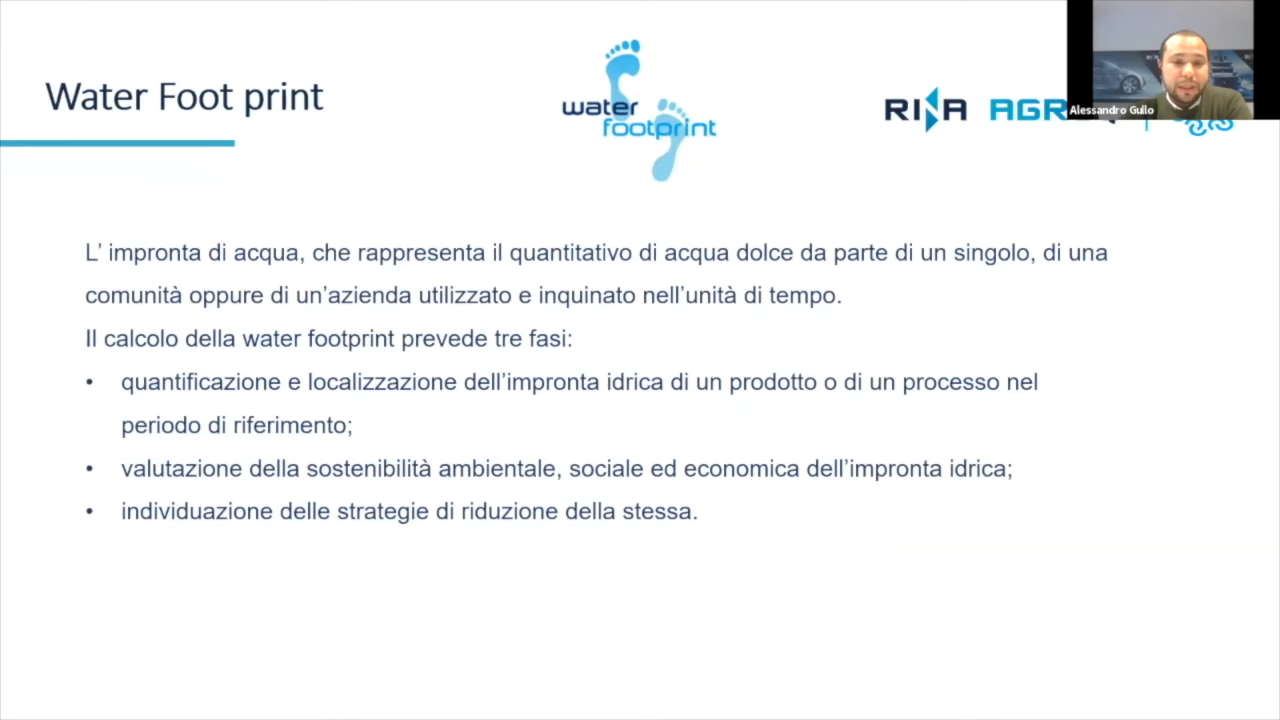 Water Foot print
water
footprint
RINA
Alessandro Gullo
L’ impronta di acqua, che rappresenta il quantitativo di acqua dolce da parte di un singolo, di una
comunità oppure di un’azienda utilizzato e inquinato nell’unità di tempo.
Il calcolo della water footprint prevede tre fasi:
• quantificazione e localizzazione dell’impronta idrica di un prodotto o di un processo nel
periodo di riferimento;
• valutazione della sostenibilità ambientale, sociale ed economica dell’impronta idrica;
• individuazione delle strategie di riduzione della stessa.